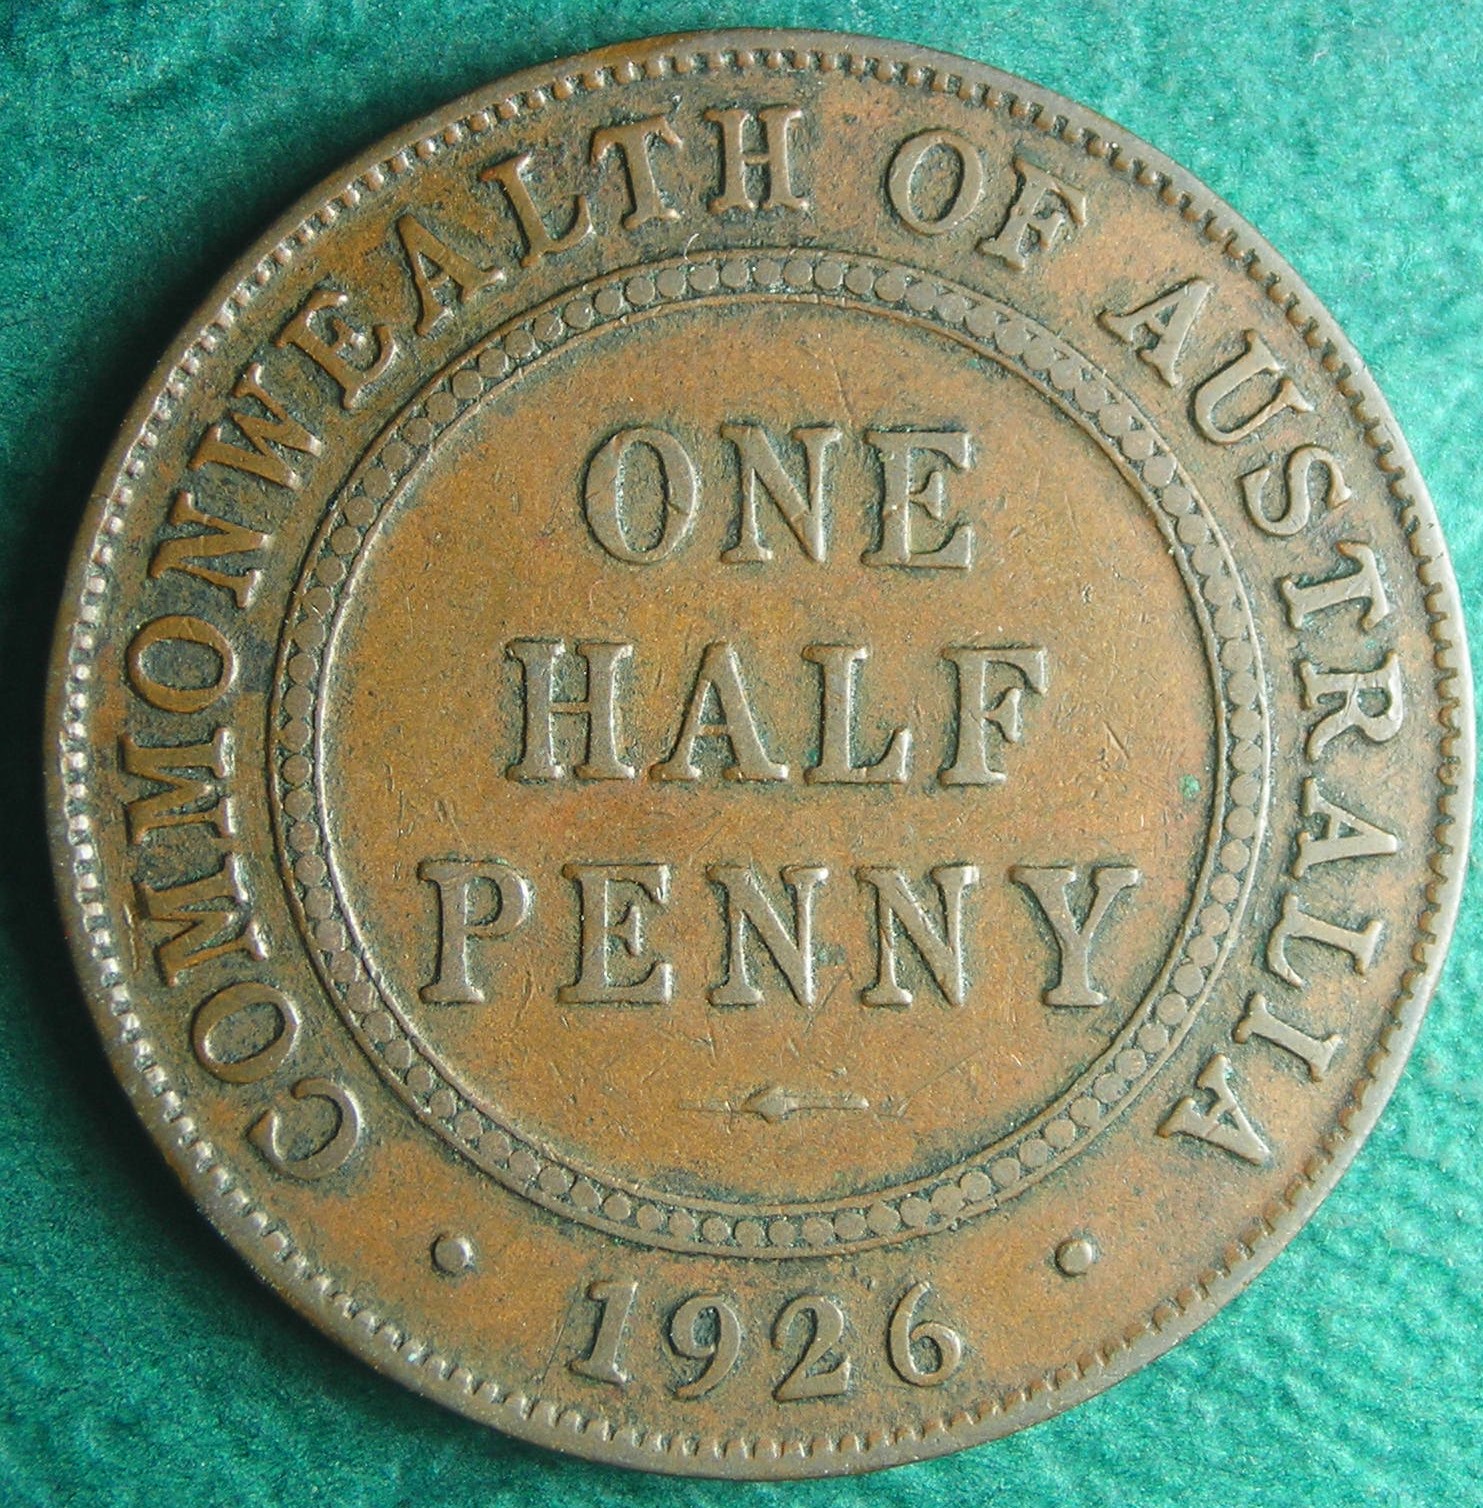 COMMONWEALTH OF AUSTRALIA
ONE
HALF
PENNY
1926